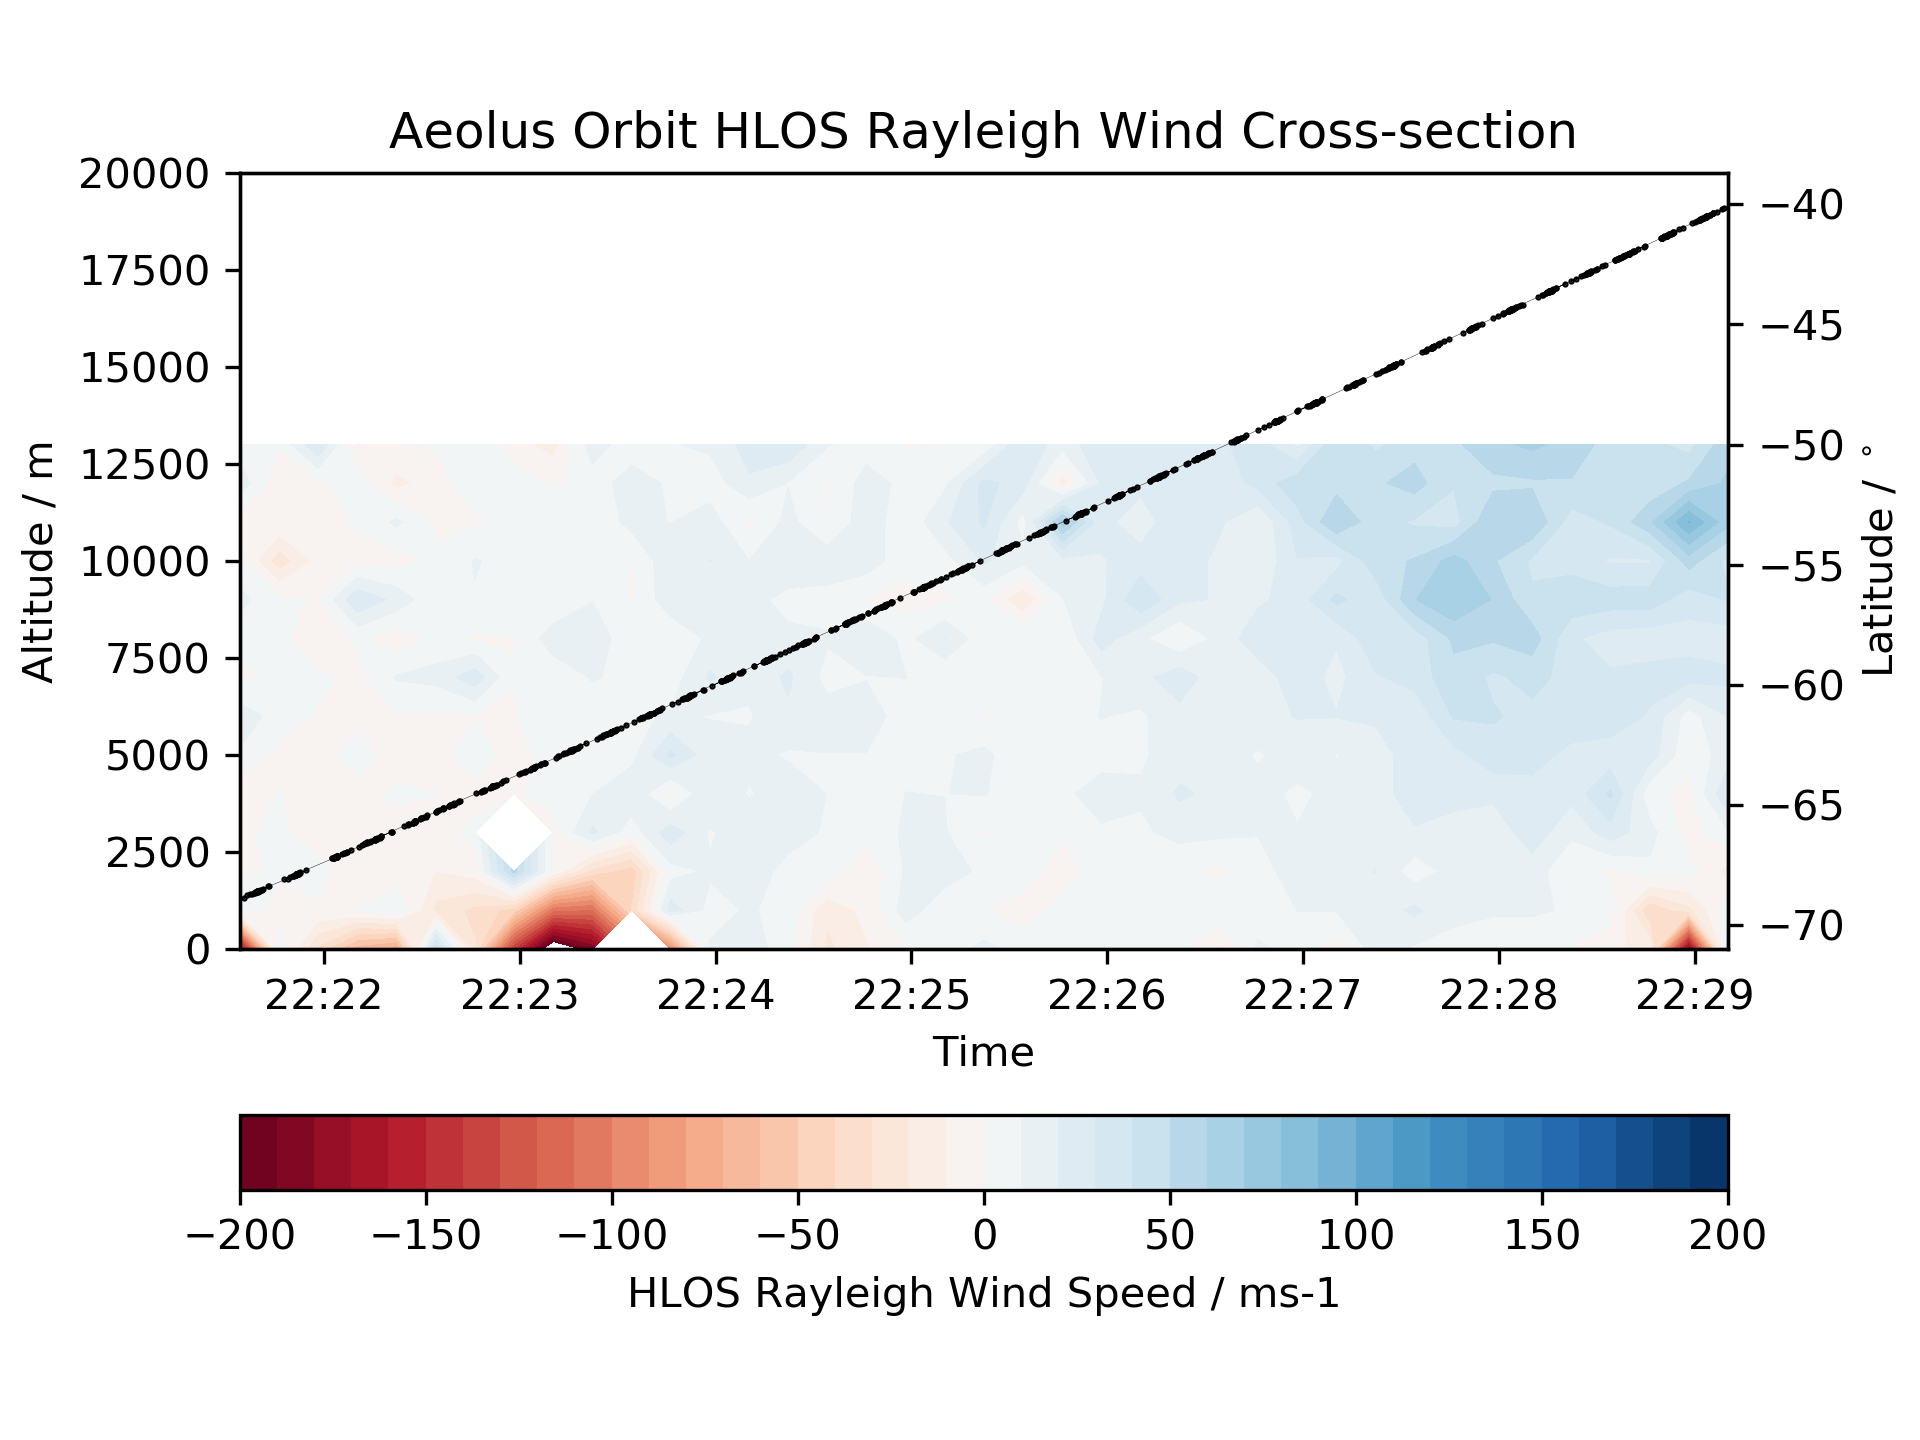 Aeolus Orbit HLOS Rayleigh Wind Cross-section
20000
17500
15000
12500
10000
7500
5000
2500
0
Altitude / m
−40
−45
−50
−55
−60
−65
−70
Latitude / °
22:22 22:23 22:24 22:25 22:26 22:27 22:28 22:29
Time
−200 −150 −100 −50 0 50 100 150 200
HLOS Rayleigh Wind Speed / ms-1